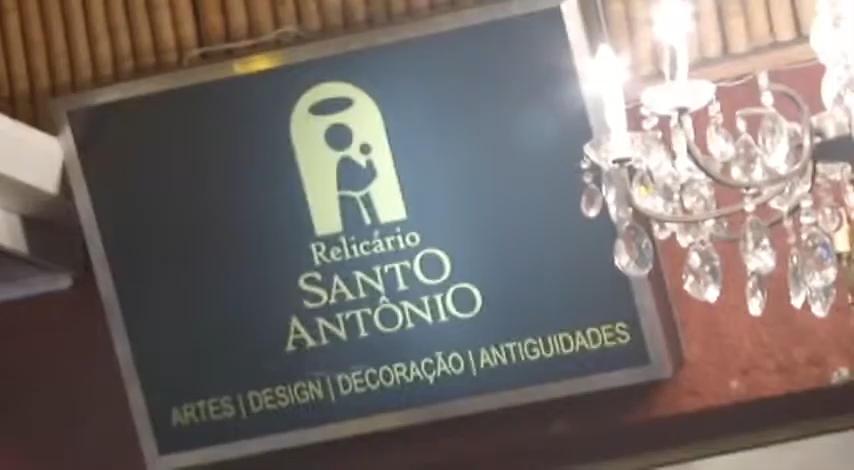 Relicário
SANTO
ANTÔNIO
ARTES | DESIGN | DECORAÇÃO | ANTIGUIDADES